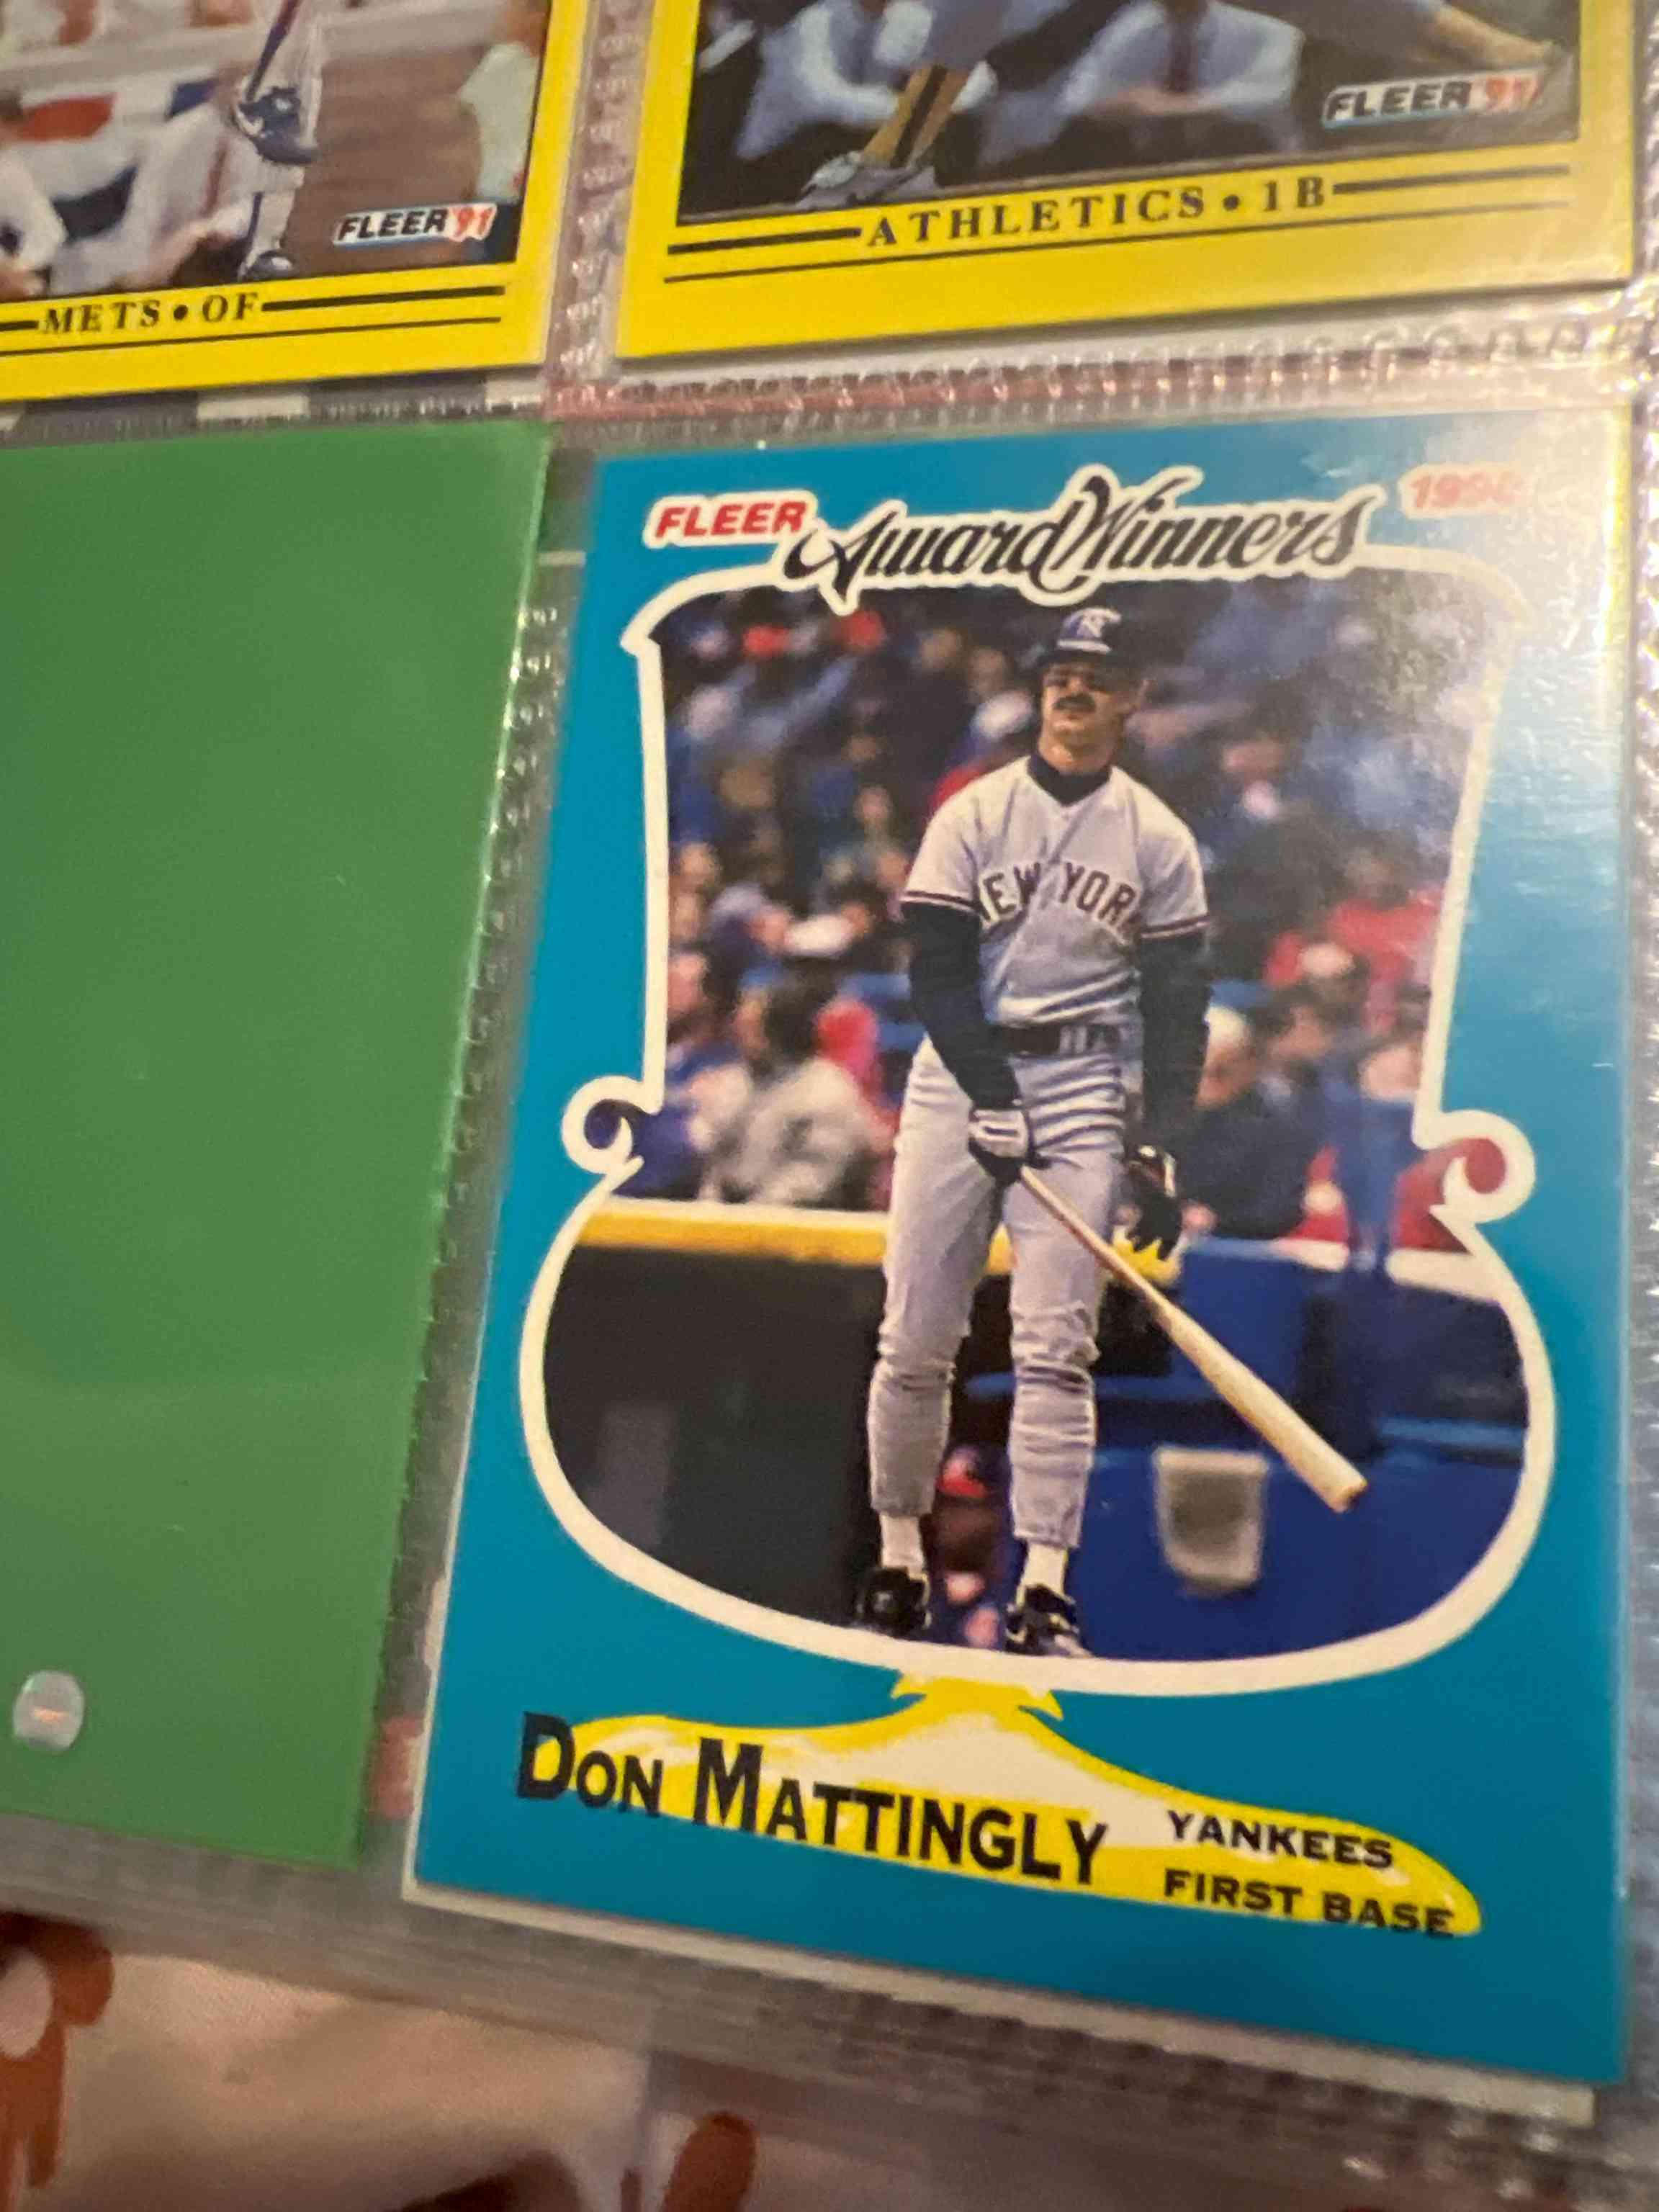 FLEER '91
ATHLETICS • 1B
FLEER '91
METS • OF
FLEER Award Winners
NEW YORK
DON MATTINGLY
YANKEES
FIRST BASE